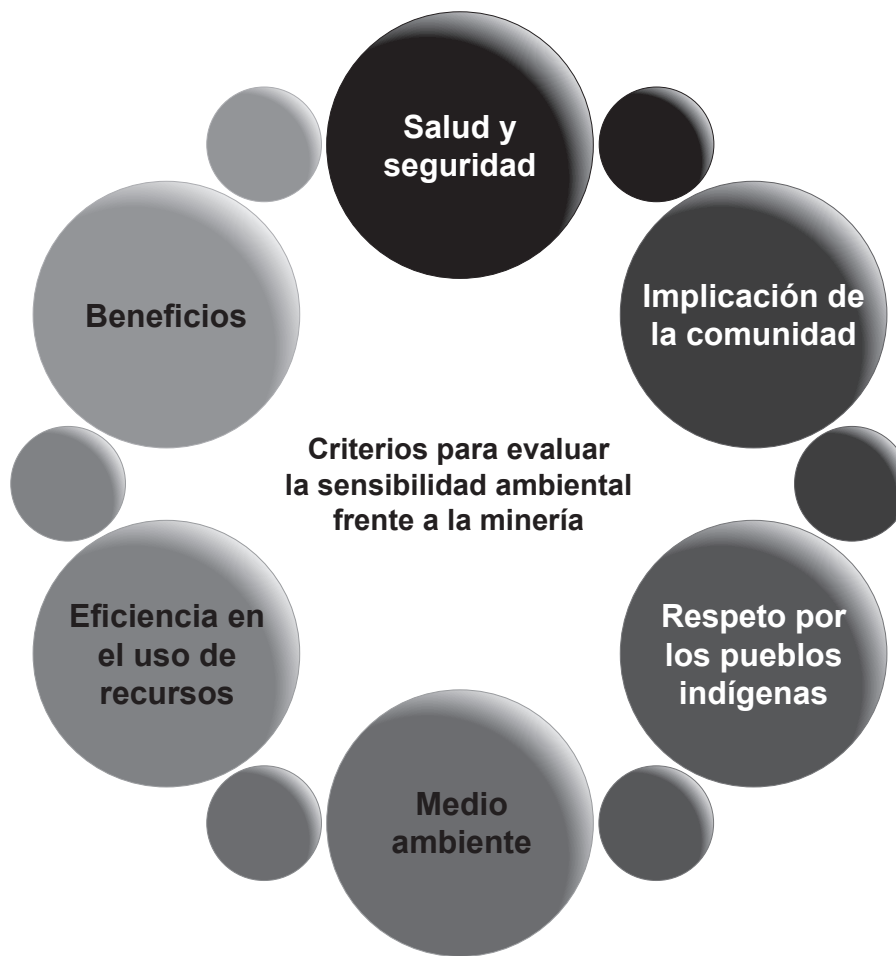 Salud y
seguridad
Implicación de
la comunidad
Respeto por
los pueblos
indígenas
Medio
ambiente
Eficiencia en
el uso de
recursos
Beneficios
Criterios para evaluar
la sensibilidad ambiental
frente a la minería